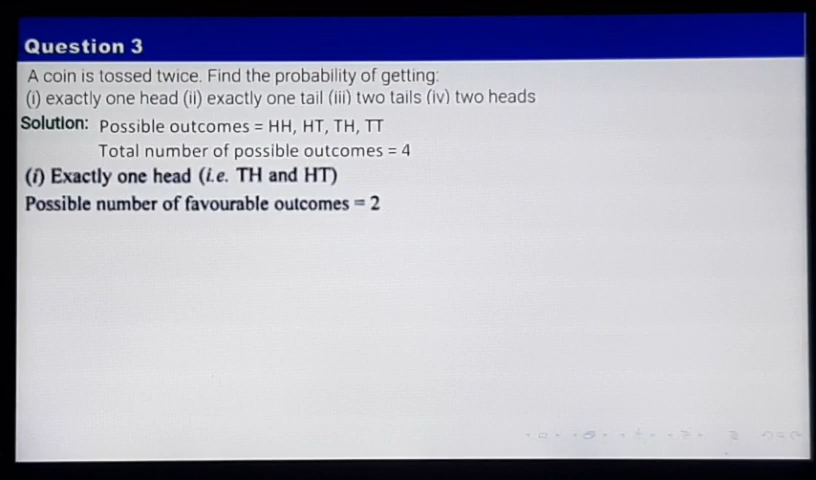 Question 3
A coin is tossed twice. Find the probability of getting:
(i) exactly one head (ii) exactly one tail (iii) two tails (iv) two heads
Solution: Possible outcomes = HH, HT, TH, TT
Total number of possible outcomes = 4
(i) Exactly one head (i.e. TH and HT)
Possible number of favourable outcomes = 2